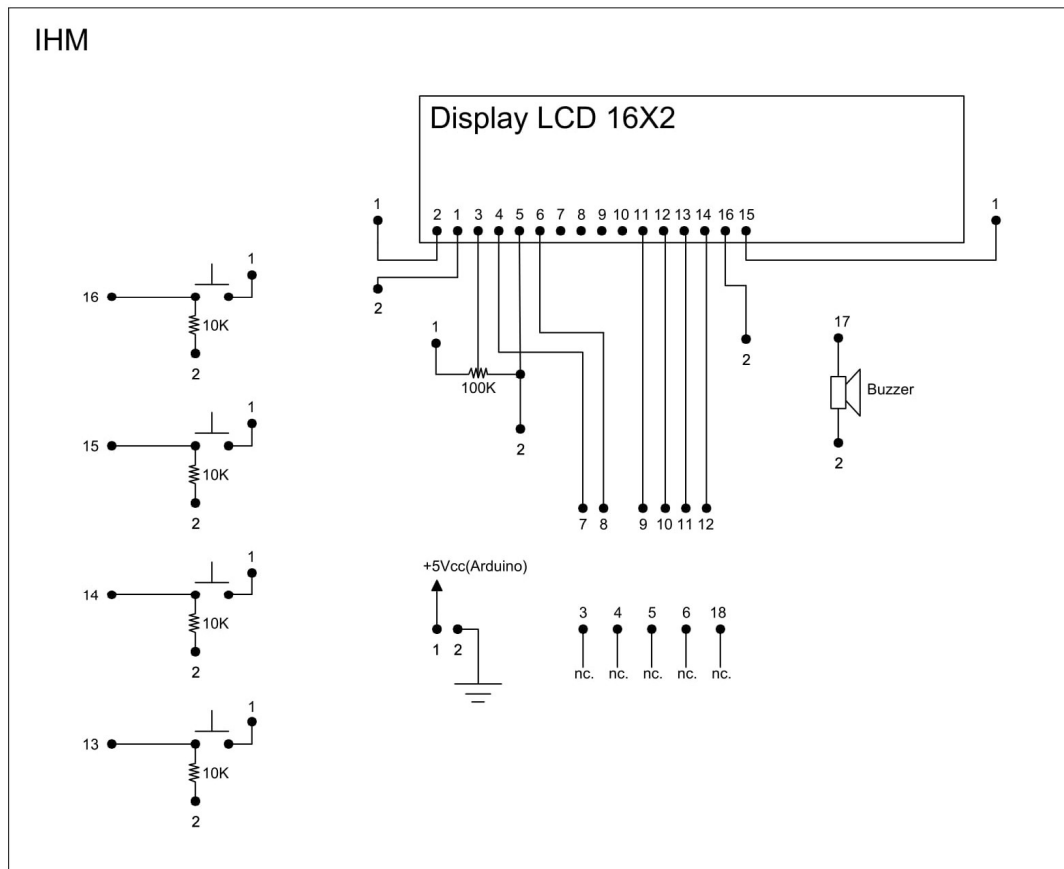 IHM
Display LCD 16X2
1
2 1 3 4 5 6 7 8 9 10 11 12 13 14 16 15
1
2
1
100K
2
2
17
Buzzer
2
7 8 9 10 11 12
1
16
10K
2
1
15
10K
2
1
14
10K
2
1
13
10K
2
+5Vcc(Arduino)
1 2
3 4 5 6 18
nc. nc. nc. nc. nc.